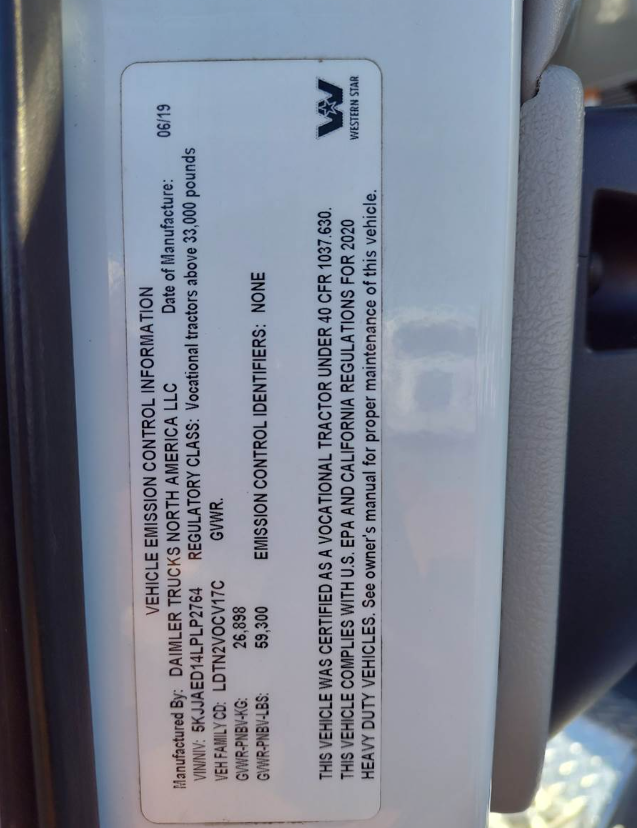 VEHICLE EMISSION CONTROL INFORMATION
Manufactured By: DAIMLER TRUCKS NORTH AMERICA LLC Date of Manufacture: 06/19
VIN/NIV: 5KJJAED14LPLP2764 REGULATORY CLASS: Vocational tractors above 33,000 pounds
VEH FAMILY CD: LDTN2VOCV17C GVWR.
GVWR-PNBV-KG: 26,898
GVWR-PNBV-LBS: 59,300 EMISSION CONTROL IDENTIFIERS: NONE
THIS VEHICLE WAS CERTIFIED AS A VOCATIONAL TRACTOR UNDER 40 CFR 1037.630.
THIS VEHICLE COMPLIES WITH U.S. EPA AND CALIFORNIA REGULATIONS FOR 2020
HEAVY DUTY VEHICLES. See owner's manual for proper maintenance of this vehicle.
WESTERN STAR